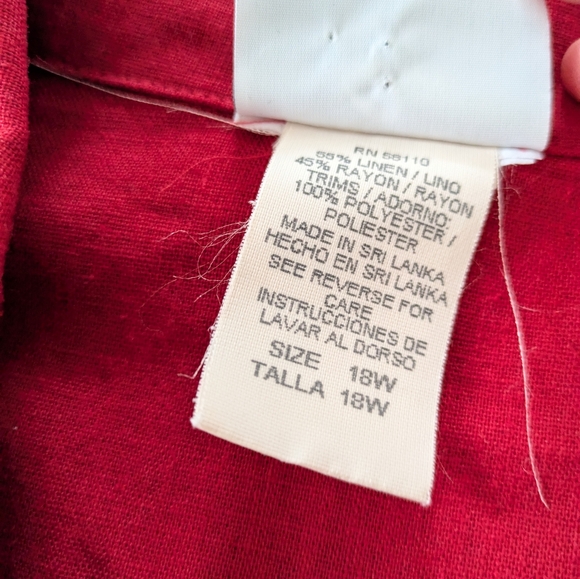 RN 55110
55% LINEN / LINO
45% RAYON / RAYON
TRIMS / ADORNO:
100% POLYESTER /
POLIESTER
MADE IN SRI LANKA
HECHO EN SRI LANKA
SEE REVERSE FOR
CARE
INSTRUCCIONES DE
LAVAR AL DORSO
SIZE 18W
TALLA 18W